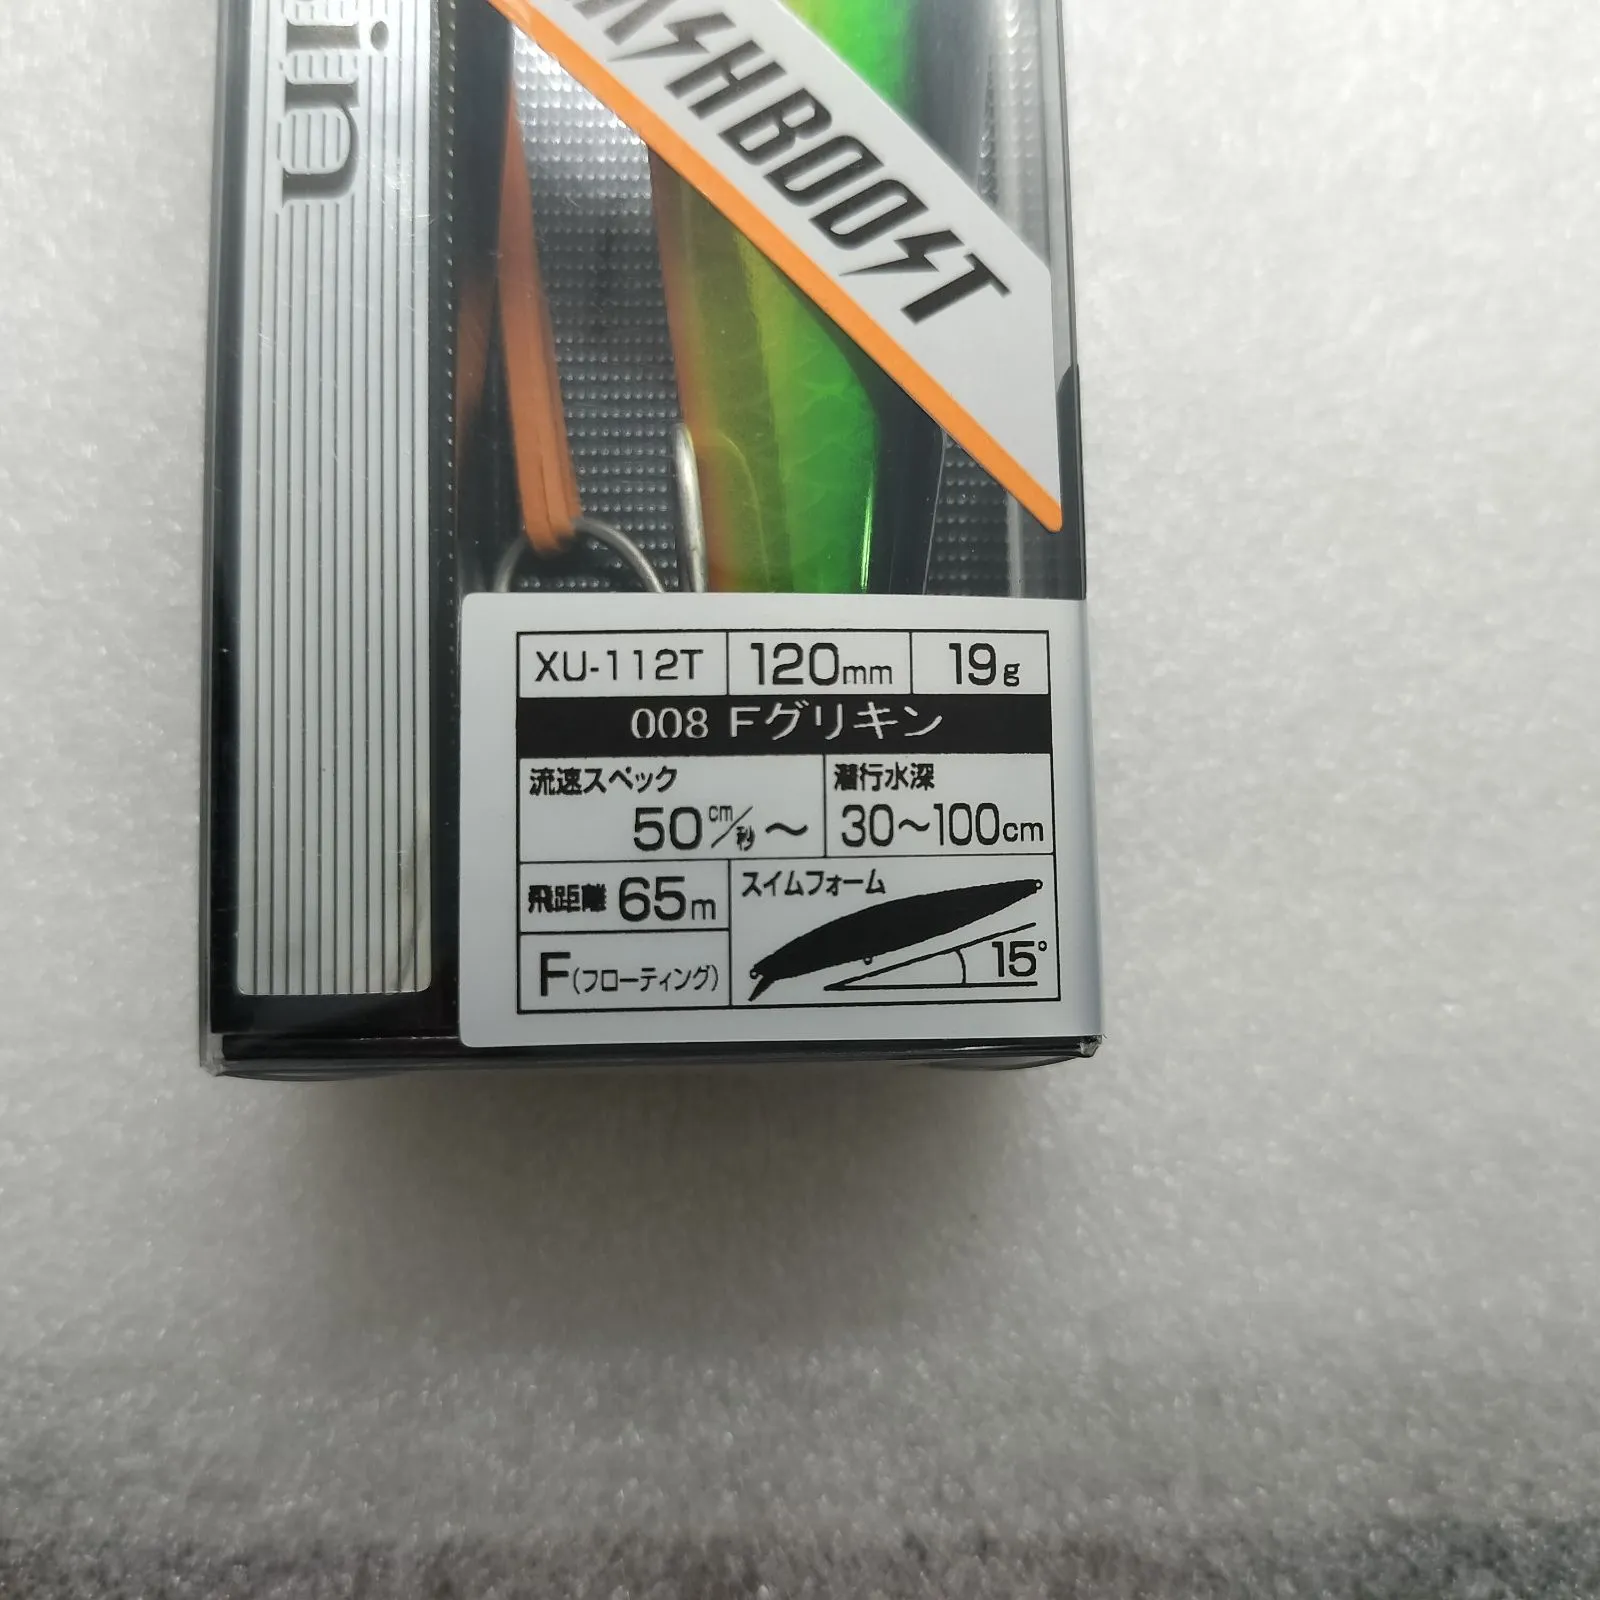 ASHBOOST
XU-112T 120mm 19g
008 Fグリキン
流速スペック 潜行水深
50cm/秒〜 30〜100cm
飛距離 65m スイムフォーム
F(フローティング) 15°